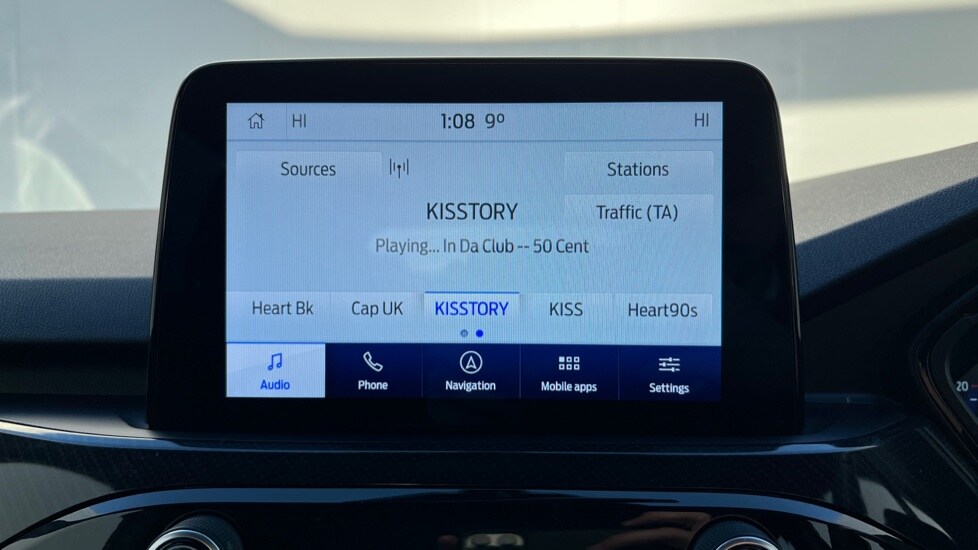 HI 1:08 9° HI
Sources Stations
KISSTORY Traffic (TA)
Playing... In Da Club -- 50 Cent
Heart Bk Cap UK KISSTORY KISS Heart90s
Audio Phone Navigation Mobile apps Settings
20